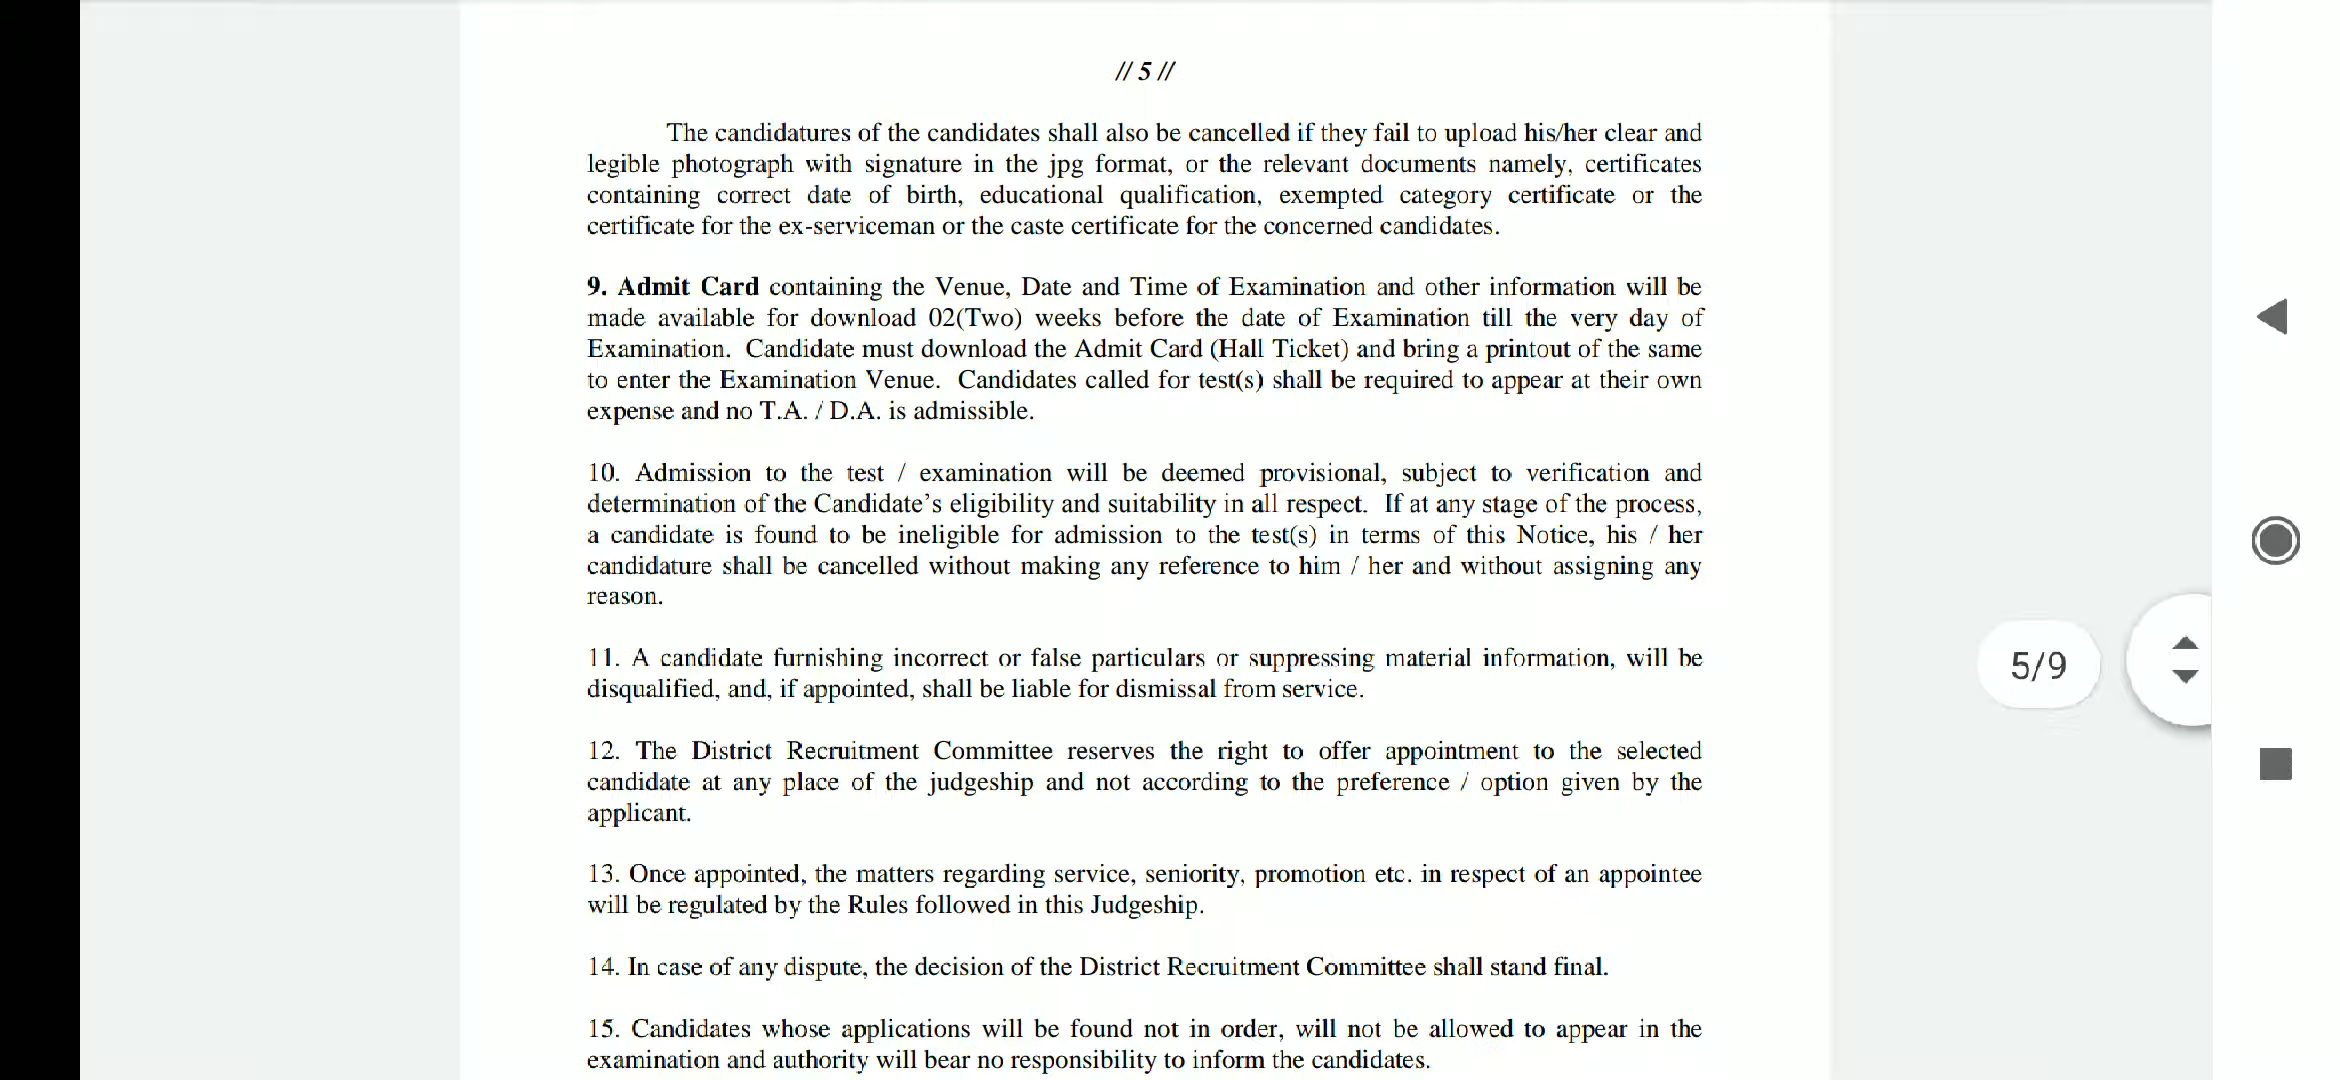 // 5 //
The candidatures of the candidates shall also be cancelled if they fail to upload his/her clear and
legible photograph with signature in the jpg format, or the relevant documents namely, certificates
containing correct date of birth, educational qualification, exempted category certificate or the
certificate for the ex-serviceman or the caste certificate for the concerned candidates.
9. Admit Card containing the Venue, Date and Time of Examination and other information will be
made available for download 02(Two) weeks before the date of Examination till the very day of
Examination. Candidate must download the Admit Card (Hall Ticket) and bring a printout of the same
to enter the Examination Venue. Candidates called for test(s) shall be required to appear at their own
expense and no T.A. / D.A. is admissible.
10. Admission to the test / examination will be deemed provisional, subject to verification and
determination of the Candidate’s eligibility and suitability in all respect. If at any stage of the process,
a candidate is found to be ineligible for admission to the test(s) in terms of this Notice, his / her
candidature shall be cancelled without making any reference to him / her and without assigning any
reason.
11. A candidate furnishing incorrect or false particulars or suppressing material information, will be
disqualified, and, if appointed, shall be liable for dismissal from service.
12. The District Recruitment Committee reserves the right to offer appointment to the selected
candidate at any place of the judgeship and not according to the preference / option given by the
applicant.
13. Once appointed, the matters regarding service, seniority, promotion etc. in respect of an appointee
will be regulated by the Rules followed in this Judgeship.
14. In case of any dispute, the decision of the District Recruitment Committee shall stand final.
15. Candidates whose applications will be found not in order, will not be allowed to appear in the
examination and authority will bear no responsibility to inform the candidates.
5/9